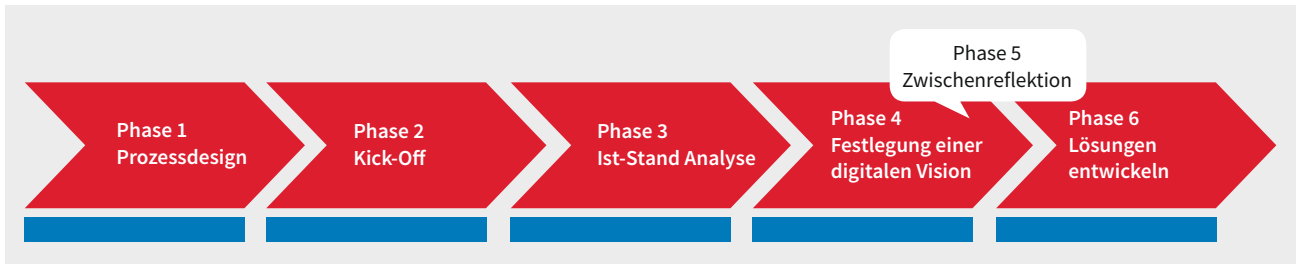 Phase 1
Prozessdesign
Phase 2
Kick-Off
Phase 3
Ist-Stand Analyse
Phase 4
Festlegung einer
digitalen Vision
Phase 5
Zwischenreflektion
Phase 6
Lösungen
entwickeln